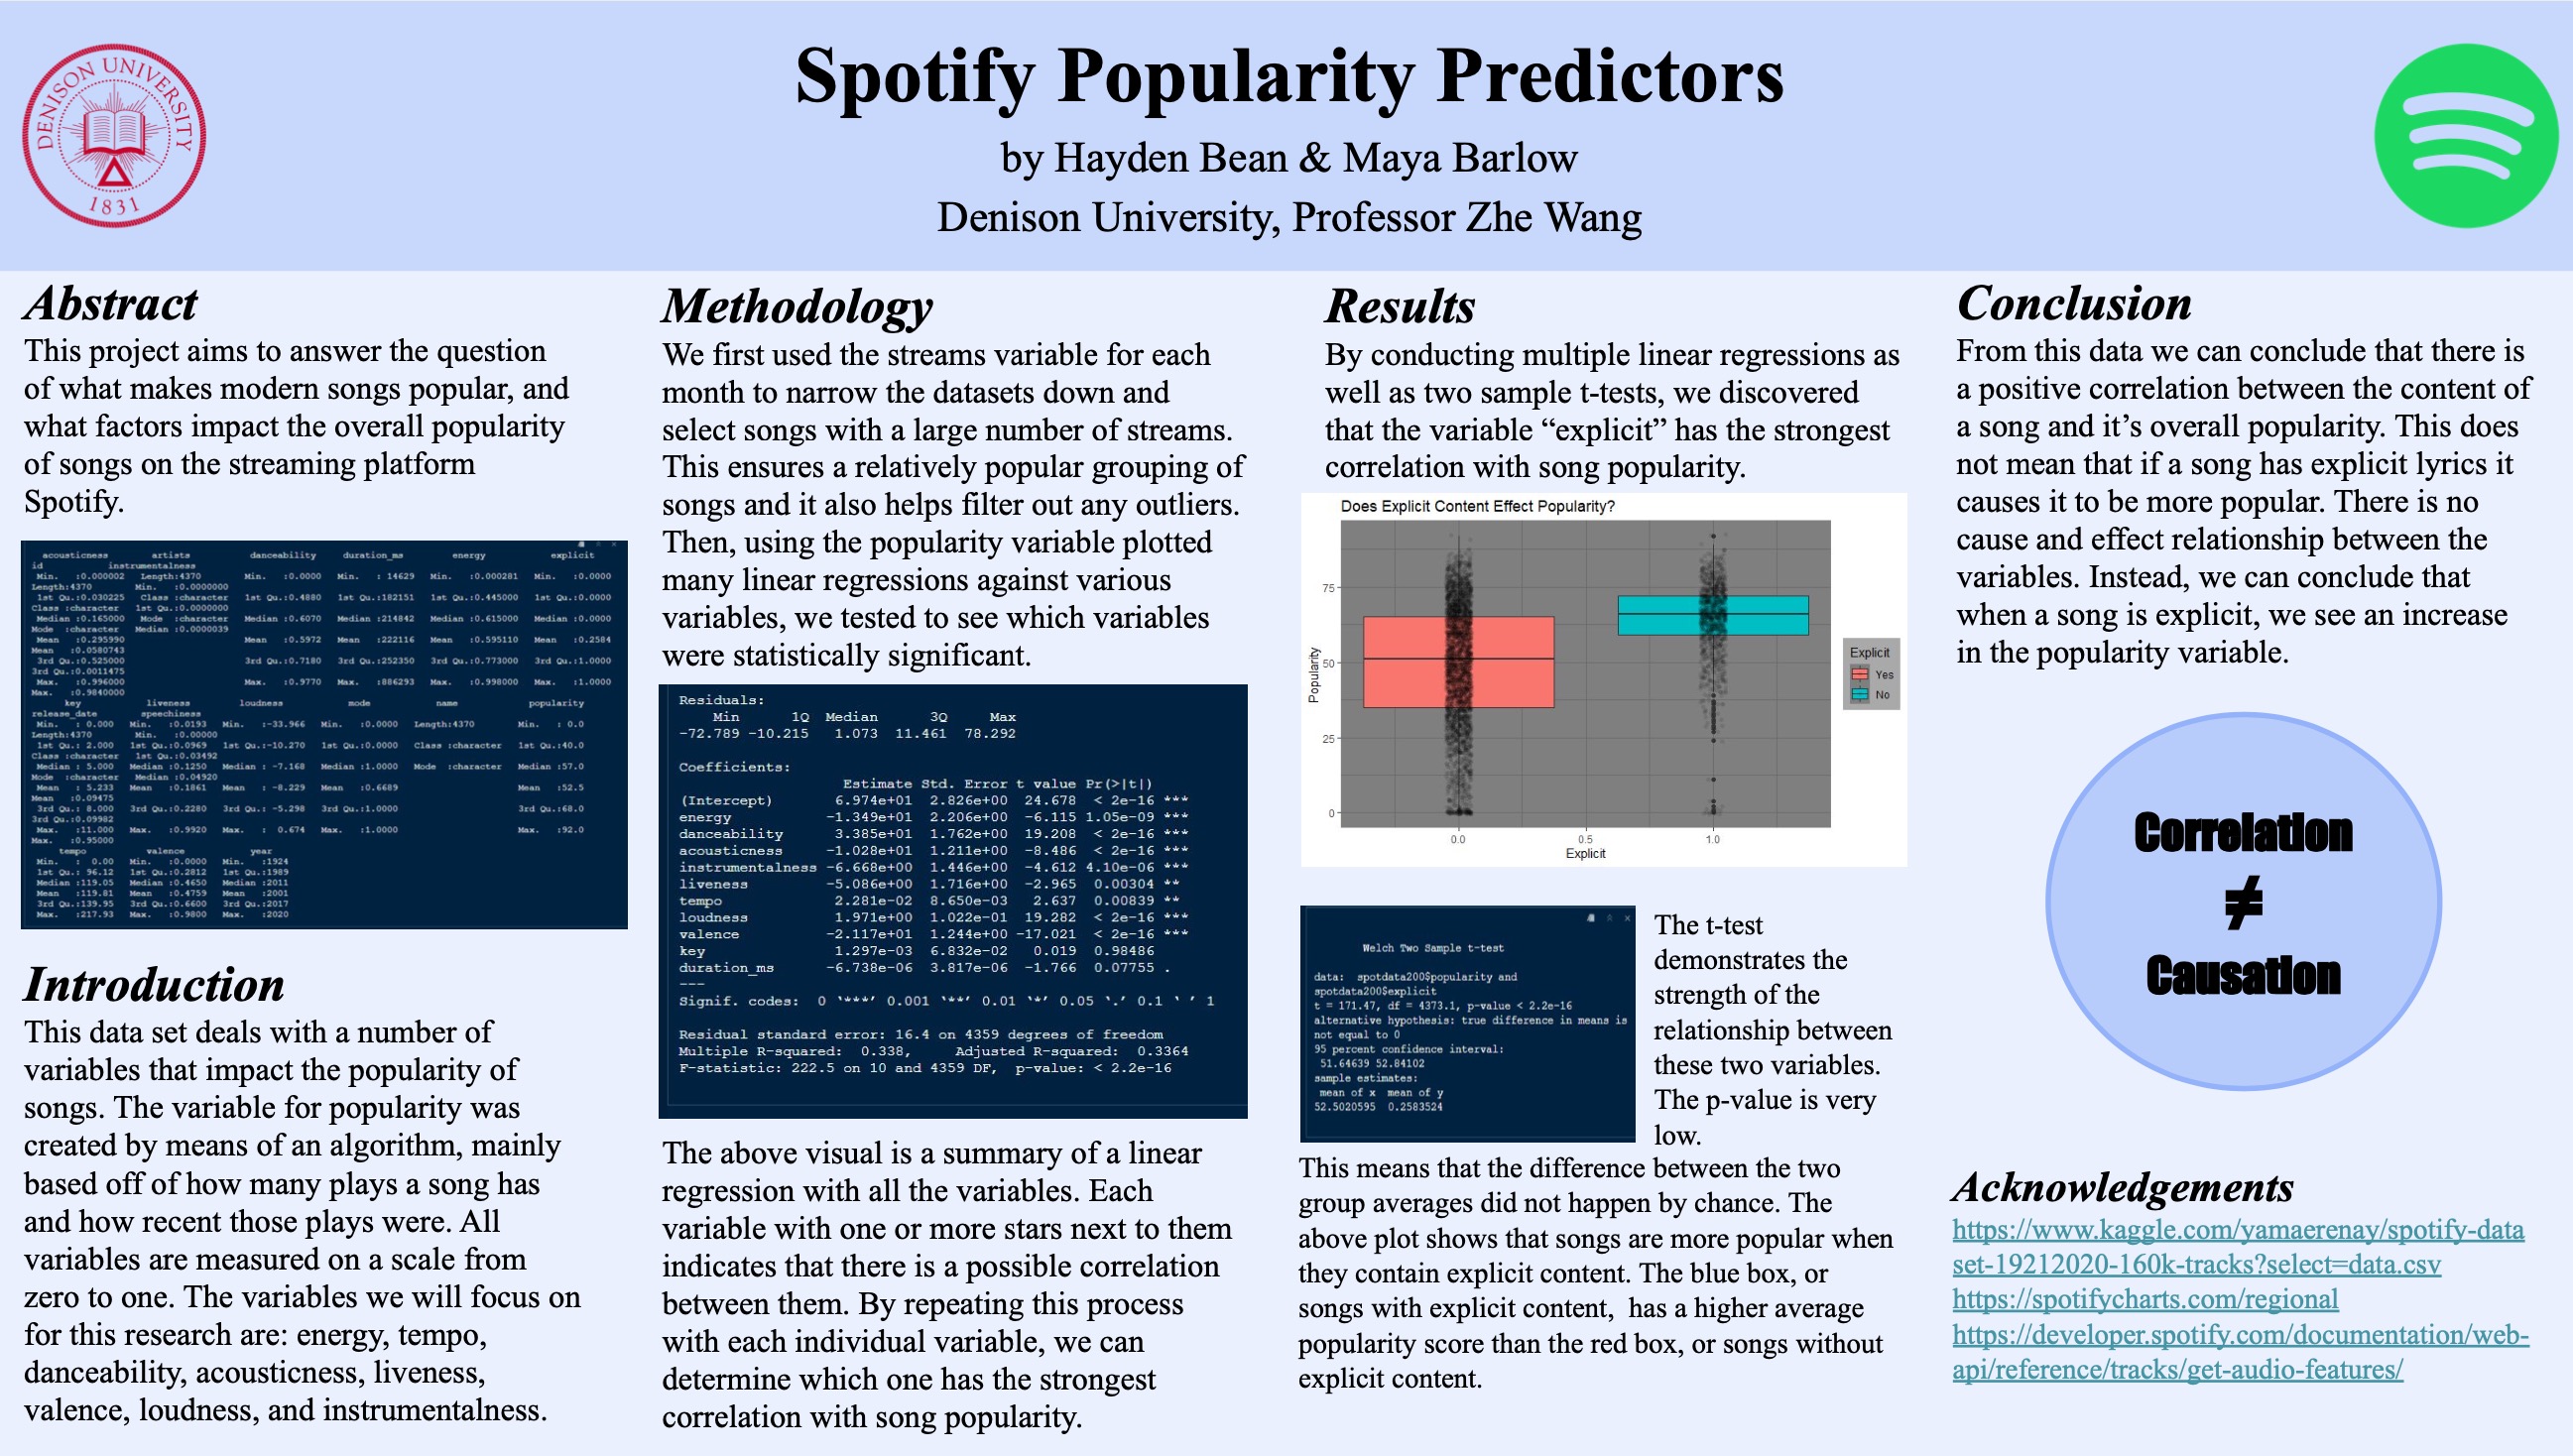 DENISON UNIVERSITY
1831
Spotify Popularity Predictors
by Hayden Bean & Maya Barlow
Denison University, Professor Zhe Wang
Abstract
This project aims to answer the question
of what makes modern songs popular, and
what factors impact the overall popularity
of songs on the streaming platform
Spotify.
acousticness artists danceability duration_ms energy explicit
id instrumentalness
Min. :0.000002 Length:4370 Min. :0.0000 Min. : 14629 Min. :0.000281 Min. :0.0000
Length:4370 Min. :0.0000000
1st Qu.:0.030225 Class :character 1st Qu.:0.4880 1st Qu.:182151 1st Qu.:0.445000 1st Qu.:0.0000
Class :character 1st Qu.:0.0000000
Median :0.165000 Mode :character Median :0.6070 Median :214842 Median :0.615000 Median :0.0000
Mode :character Median :0.0000039
Mean :0.295990 Mean :0.5972 Mean :222116 Mean :0.595110 Mean :0.2584
Mean :0.0580743
3rd Qu.:0.525000 3rd Qu.:0.7180 3rd Qu.:252350 3rd Qu.:0.773000 3rd Qu.:1.0000
3rd Qu.:0.0011475
Max. :0.996000 Max. :0.9770 Max. :886293 Max. :0.998000 Max. :1.0000
Max. :0.9840000
key liveness loudness mode name popularity
release_date speechiness
Min. : 0.000 Min. :0.0193 Min. :-33.966 Min. :0.0000 Length:4370 Min. : 0.0
Length:4370 Min. :0.00000
1st Qu.: 2.000 1st Qu.:0.0969 1st Qu.:-10.270 1st Qu.:0.0000 Class :character 1st Qu.:40.0
Class :character 1st Qu.:0.03492
Median : 5.000 Median :0.1250 Median : -7.168 Median :1.0000 Mode :character Median :57.0
Mode :character Median :0.04920
Mean : 5.233 Mean :0.1861 Mean : -8.229 Mean :0.6689 Mean :52.5
Mean :0.09475
3rd Qu.: 8.000 3rd Qu.:0.2280 3rd Qu.: -5.298 3rd Qu.:1.0000 3rd Qu.:68.0
3rd Qu.:0.09982
Max. :11.000 Max. :0.9920 Max. : 0.674 Max. :1.0000 Max. :92.0
Max. :0.95000
tempo valence year
Min. : 0.00 Min. :0.0000 Min. :1924
1st Qu.: 96.12 1st Qu.:0.2812 1st Qu.:1989
Median :119.05 Median :0.4650 Median :2011
Mean :119.81 Mean :0.4759 Mean :2001
3rd Qu.:139.95 3rd Qu.:0.6600 3rd Qu.:2017
Max. :217.93 Max. :0.9800 Max. :2020
Introduction
This data set deals with a number of
variables that impact the popularity of
songs. The variable for popularity was
created by means of an algorithm, mainly
based off of how many plays a song has
and how recent those plays were. All
variables are measured on a scale from
zero to one. The variables we will focus on
for this research are: energy, tempo,
danceability, acousticness, liveness,
valence, loudness, and instrumentalness.
Methodology
We first used the streams variable for each
month to narrow the datasets down and
select songs with a large number of streams.
This ensures a relatively popular grouping of
songs and it also helps filter out any outliers.
Then, using the popularity variable plotted
many linear regressions against various
variables, we tested to see which variables
were statistically significant.
Residuals:
Min 1Q Median 3Q Max
-72.789 -10.215 1.073 11.461 78.292
Coefficients:
Estimate Std. Error t value Pr(>|t|)
(Intercept) 6.974e+01 2.826e+00 24.678 < 2e-16 ***
energy -1.349e+01 2.206e+00 -6.115 1.05e-09 ***
danceability 3.385e+01 1.762e+00 19.208 < 2e-16 ***
acousticness -1.028e+01 1.211e+00 -8.486 < 2e-16 ***
instrumentalness -6.668e+00 1.446e+00 -4.612 4.10e-06 ***
liveness -5.086e+00 1.716e+00 -2.965 0.00304 **
tempo 2.281e-02 8.650e-03 2.637 0.00839 **
loudness 1.971e+00 1.022e-01 19.282 < 2e-16 ***
valence -2.117e+01 1.244e+00 -17.021 < 2e-16 ***
key 1.297e-03 6.832e-02 0.019 0.98486
duration_ms -6.738e-06 3.817e-06 -1.766 0.07755 .
---
Signif. codes: 0 ‘***’ 0.001 ‘**’ 0.01 ‘*’ 0.05 ‘.’ 0.1 ‘ ’ 1
Residual standard error: 16.4 on 4359 degrees of freedom
Multiple R-squared: 0.338, Adjusted R-squared: 0.3364
F-statistic: 222.5 on 10 and 4359 DF, p-value: < 2.2e-16
The above visual is a summary of a linear
regression with all the variables. Each
variable with one or more stars next to them
indicates that there is a possible correlation
between them. By repeating this process
with each individual variable, we can
determine which one has the strongest
correlation with song popularity.
Results
By conducting multiple linear regressions as
well as two sample t-tests, we discovered
that the variable “explicit” has the strongest
correlation with song popularity.
Does Explicit Content Effect Popularity?
Popularity
75
50
25
0
0.0 0.5 1.0
Explicit
Explicit
Yes
No
Welch Two Sample t-test
data: spotdata200$popularity and
spotdata200$explicit
t = 171.47, df = 4373.1, p-value < 2.2e-16
alternative hypothesis: true difference in means is
not equal to 0
95 percent confidence interval:
51.64639 52.84102
sample estimates:
mean of x mean of y
52.5020595 0.2583524
The t-test
demonstrates the
strength of the
relationship between
these two variables.
The p-value is very
low.
This means that the difference between the two
group averages did not happen by chance. The
above plot shows that songs are more popular when
they contain explicit content. The blue box, or
songs with explicit content, has a higher average
popularity score than the red box, or songs without
explicit content.
Conclusion
From this data we can conclude that there is
a positive correlation between the content of
a song and it’s overall popularity. This does
not mean that if a song has explicit lyrics it
causes it to be more popular. There is no
cause and effect relationship between the
variables. Instead, we can conclude that
when a song is explicit, we see an increase
in the popularity variable.
Correlation
≠
Causation
Acknowledgements
https://www.kaggle.com/yamaerenay/spotify-data
set-19212020-160k-tracks?select=data.csv
https://spotifycharts.com/regional
https://developer.spotify.com/documentation/web-
api/reference/tracks/get-audio-features/